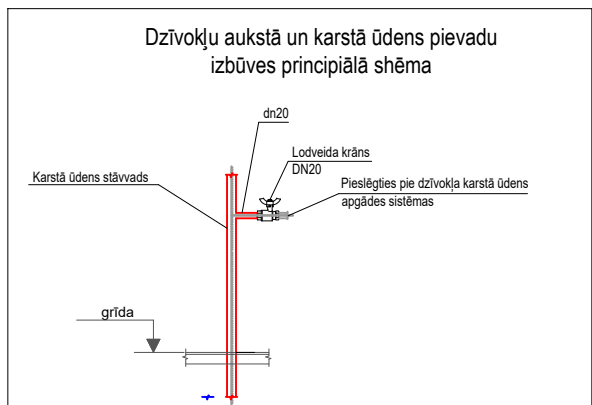 Dzīvokļu aukstā un karstā ūdens pievadu
izbūves principiālā shēma
dn20
Lodveida krāns
DN20
Karstā ūdens stāvvads
Pieslēgties pie dzīvokļa karstā ūdens
apgādes sistēmas
grīda